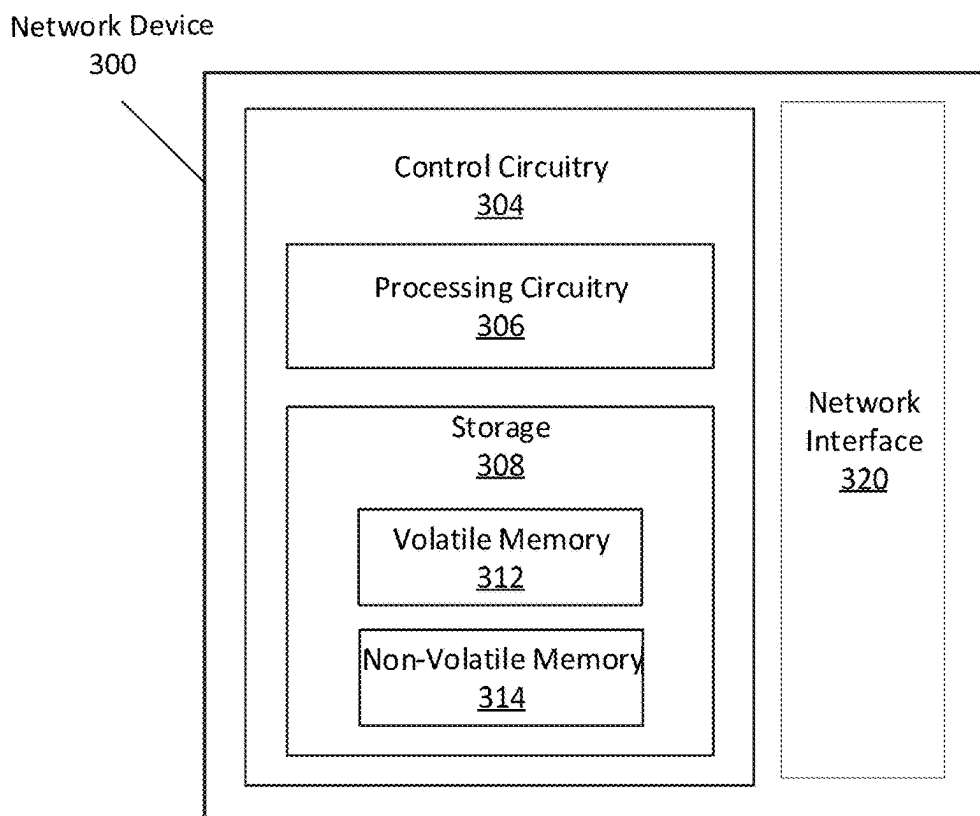 Network Device
300
Control Circuitry
304
Processing Circuitry
306
Storage
308
Volatile Memory
312
Non-Volatile Memory
314
Network
Interface
320